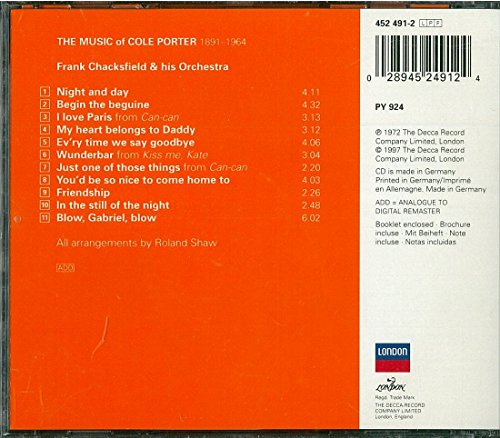 THE MUSIC of COLE PORTER 1891-1964
Frank Chacksfield & his Orchestra
1 Night and day 4.11
2 Begin the beguine 4.32
3 I love Paris from Can-can 3.13
4 My heart belongs to Daddy 3.12
5 Ev'ry time we say goodbye 4.06
6 Wunderbar from Kiss me, Kate 3.04
7 Just one of those things from Can-can 2.20
8 You'd be so nice to come home to 4.03
9 Friendship 2.26
10 In the still of the night 2.48
11 Blow, Gabriel, blow 6.02
All arrangements by Roland Shaw
ADD
452 491-2 LPF
0 28945 24912 4
PY 924
℗ 1972 The Decca Record
Company Limited, London
© 1997 The Decca Record
Company Limited, London
CD is made in Germany
Printed in Germany/Imprimé
en Allemagne. Made in Germany
ADD = ANALOGUE TO
DIGITAL REMASTER
Booklet enclosed · Brochure
incluse · Mit Beiheft · Note
incluse · Notas incluidas
LONDON
London
Regd. Trade Mark
THE DECCA RECORD
COMPANY LIMITED
London, England